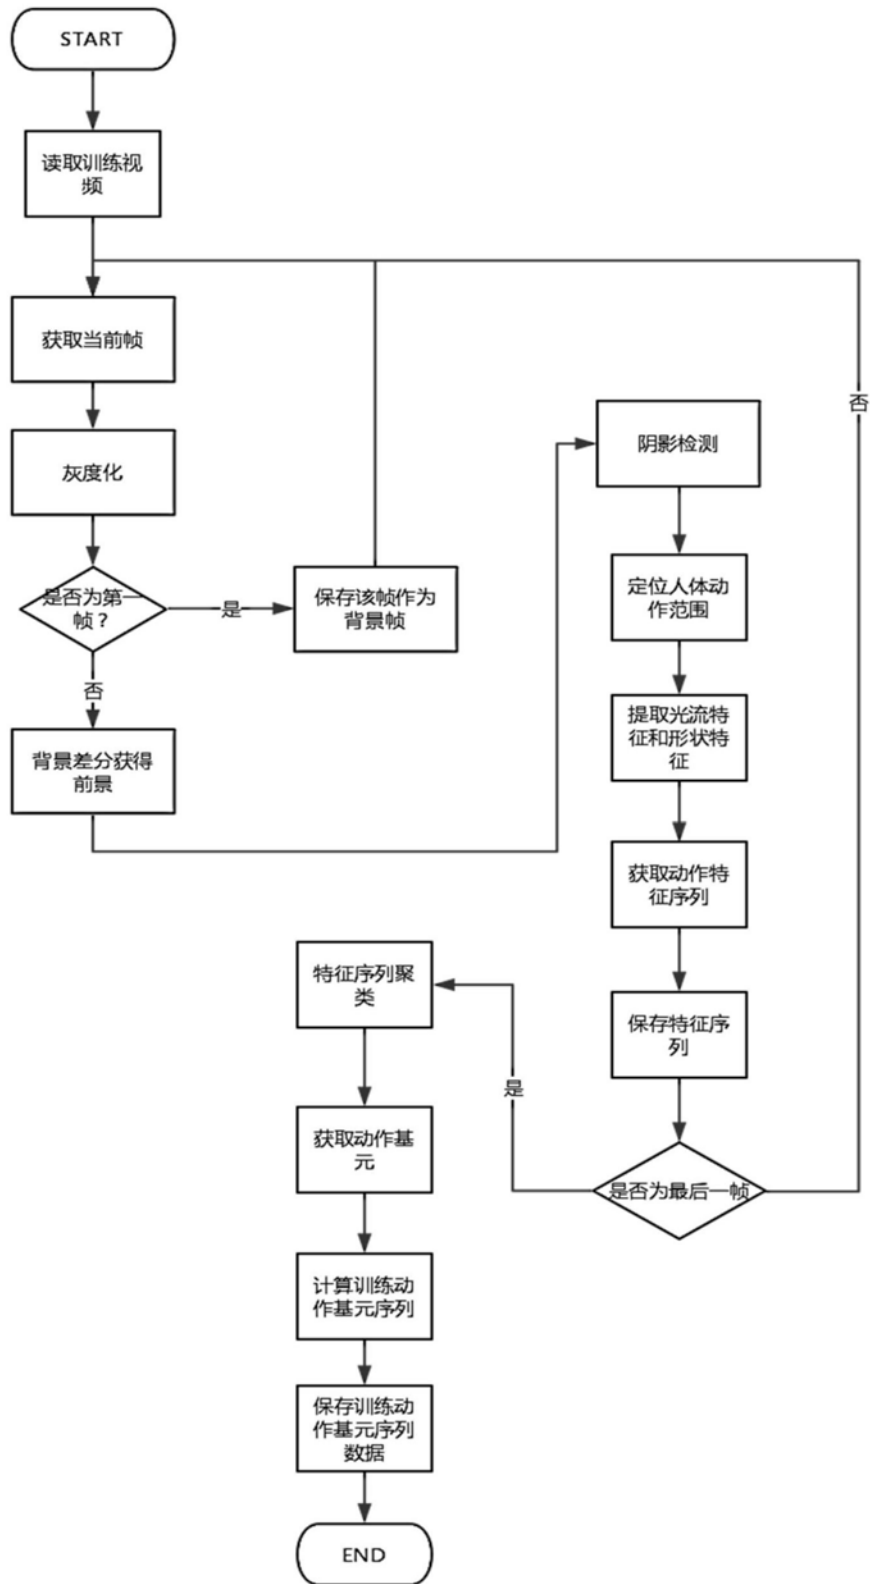 START
读取训练视
频
获取当前帧
灰度化
是否为第一
帧？
是
保存该帧作为
背景帧
否
背景差分获得
前景
阴影检测
定位人体动
作范围
提取光流特
征和形状特
征
获取动作特
征序列
保存特征序
列
是否为最后一帧
否
是
特征序列聚
类
获取动作基
元
计算训练动
作基元序列
保存训练动
作基元序列
数据
END